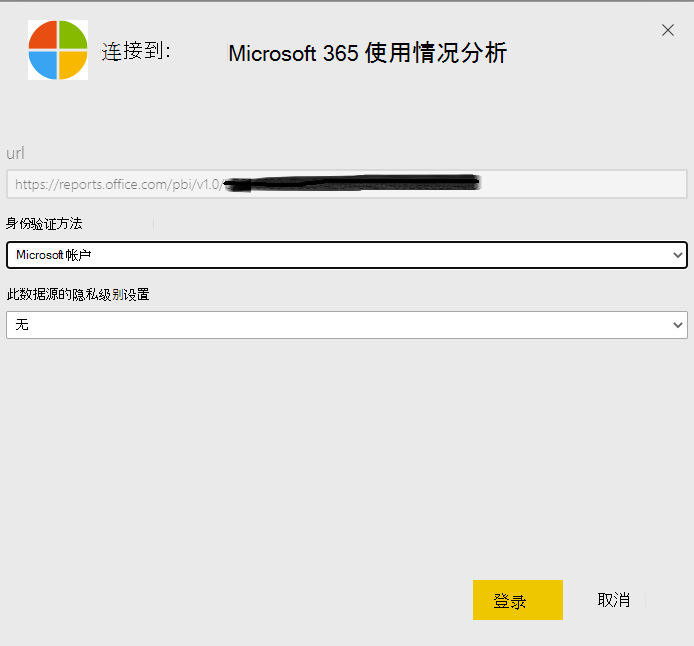 连接到: Microsoft 365 使用情况分析
url
https://reports.office.com/pbi/v1.0/
身份验证方法
Microsoft 帐户
此数据源的隐私级别设置
无
登录 取消